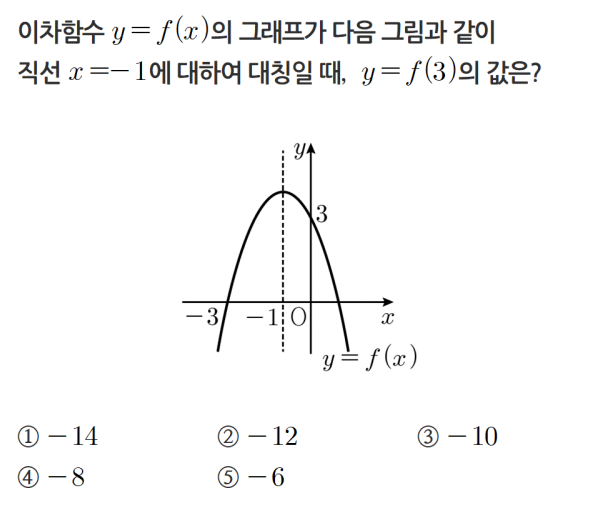 이차함수 y=f(x)의 그래프가 다음 그림과 같이
직선 x=−1에 대하여 대칭일 때, y=f(3)의 값은?
y
3
−3 −1 O x
y=f(x)
① −14 ② −12 ③ −10
④ −8 ⑤ −6